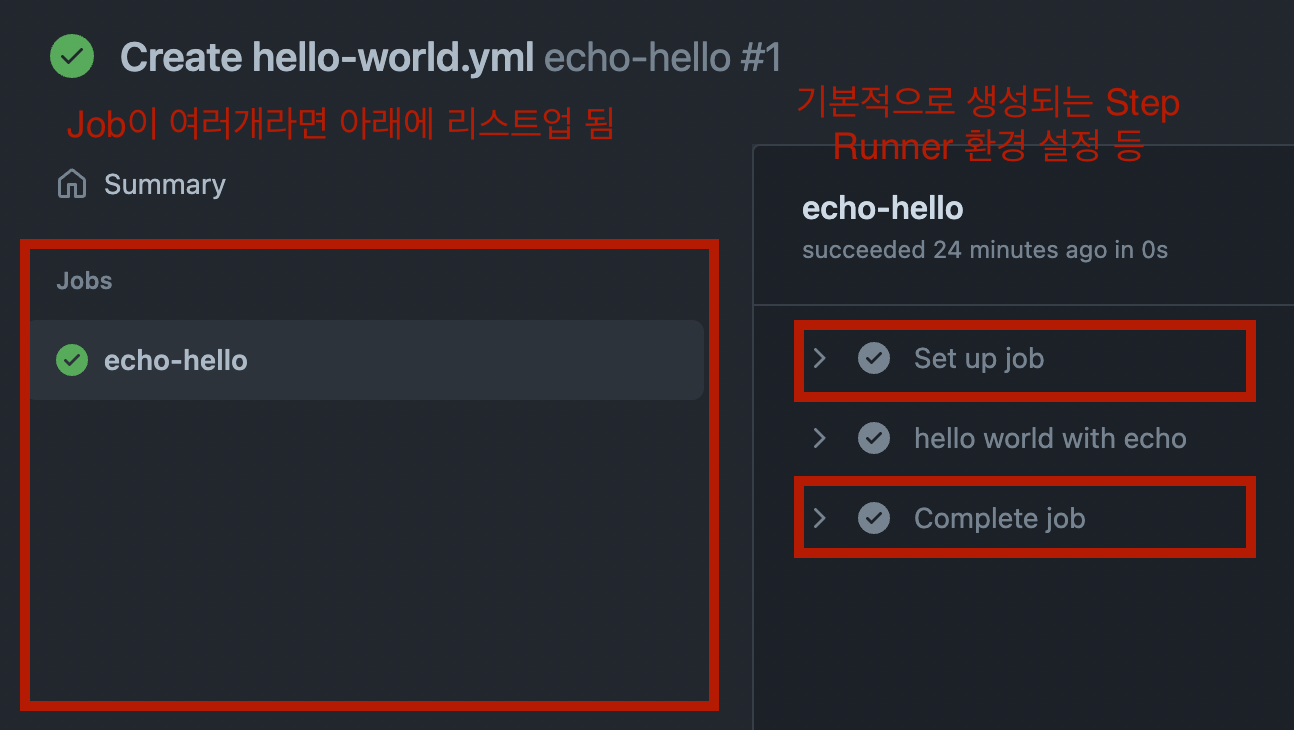 Create hello-world.yml echo-hello #1
Job이 여러개라면 아래에 리스트업 됨
Summary
Jobs
echo-hello
기본적으로 생성되는 Step
Runner 환경 설정 등
echo-hello
succeeded 24 minutes ago in 0s
Set up job
hello world with echo
Complete job